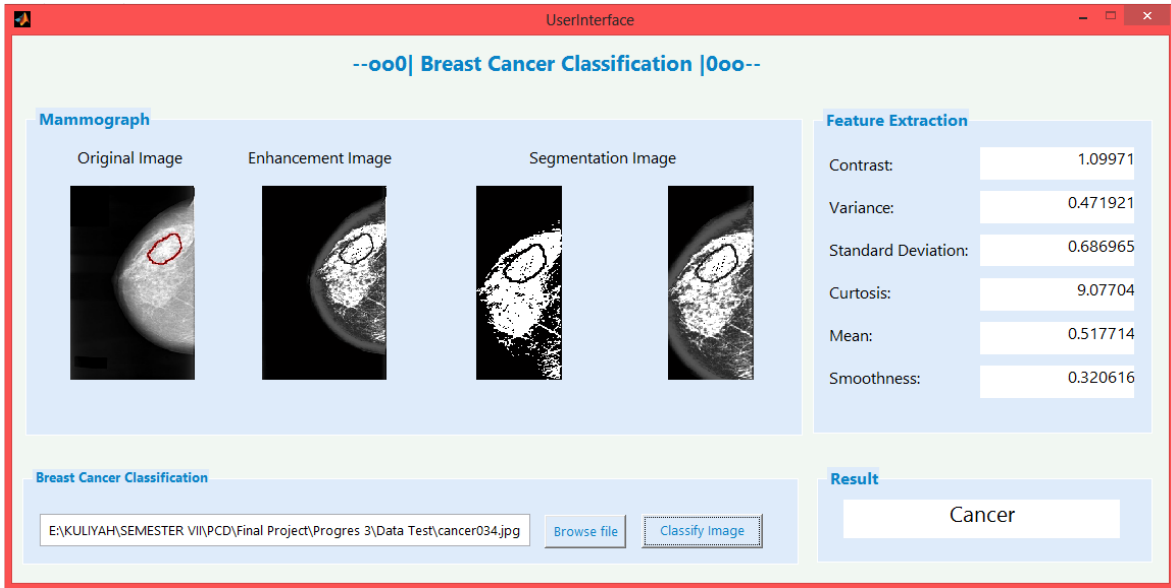 UserInterface
--oo0| Breast Cancer Classification |0oo--
Mammograph
Original Image
Enhancement Image
Segmentation Image
Feature Extraction
Contrast: 1.09971
Variance: 0.471921
Standard Deviation: 0.686965
Curtosis: 9.07704
Mean: 0.517714
Smoothness: 0.320616
Breast Cancer Classification
E:\KULIYAH\SEMESTER VII\PCD\Final Project\Progres 3\Data Test\cancer034.jpg
Browse file
Classify Image
Result
Cancer